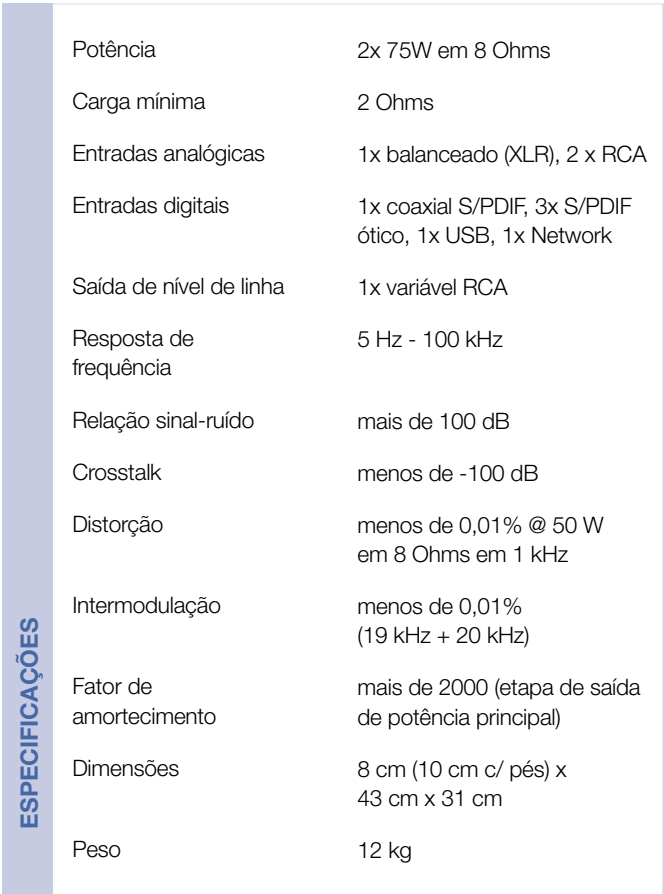 ESPECIFICAÇÕES
Potência 2x 75W em 8 Ohms
Carga mínima 2 Ohms
Entradas analógicas 1x balanceado (XLR), 2 x RCA
Entradas digitais 1x coaxial S/PDIF, 3x S/PDIF
ótico, 1x USB, 1x Network
Saída de nível de linha 1x variável RCA
Resposta de 5 Hz - 100 kHz
frequência
Relação sinal-ruído mais de 100 dB
Crosstalk menos de -100 dB
Distorção menos de 0,01% @ 50 W
em 8 Ohms em 1 kHz
Intermodulação menos de 0,01%
(19 kHz + 20 kHz)
Fator de mais de 2000 (etapa de saída
amortecimento de potência principal)
Dimensões 8 cm (10 cm c/ pés) x
43 cm x 31 cm
Peso 12 kg